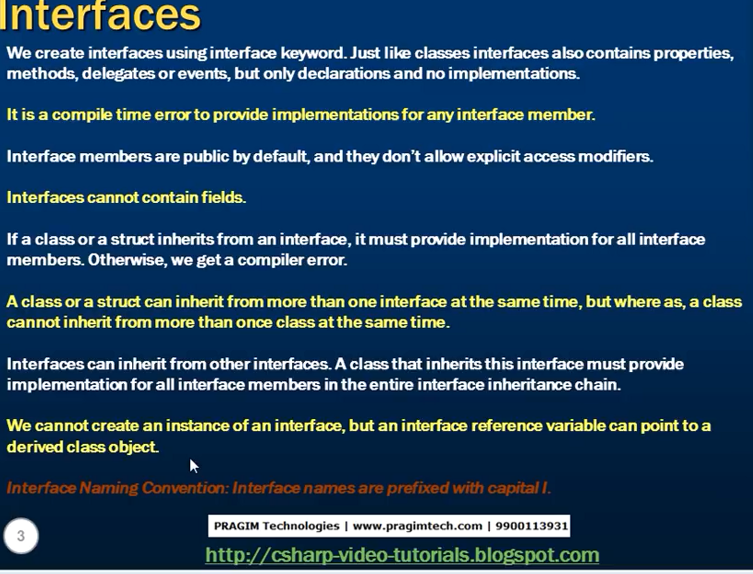 Interfaces
We create interfaces using interface keyword. Just like classes interfaces also contains properties,
methods, delegates or events, but only declarations and no implementations.
It is a compile time error to provide implementations for any interface member.
Interface members are public by default, and they don't allow explicit access modifiers.
Interfaces cannot contain fields.
If a class or a struct inherits from an interface, it must provide implementation for all interface
members. Otherwise, we get a compiler error.
A class or a struct can inherit from more than one interface at the same time, but where as, a class
cannot inherit from more than once class at the same time.
Interfaces can inherit from other interfaces. A class that inherits this interface must provide
implementation for all interface members in the entire interface inheritance chain.
We cannot create an instance of an interface, but an interface reference variable can point to a
derived class object.
Interface Naming Convention: Interface names are prefixed with capital I.
3
PRAGIM Technologies | www.pragimtech.com | 9900113931
http://csharp-video-tutorials.blogspot.com